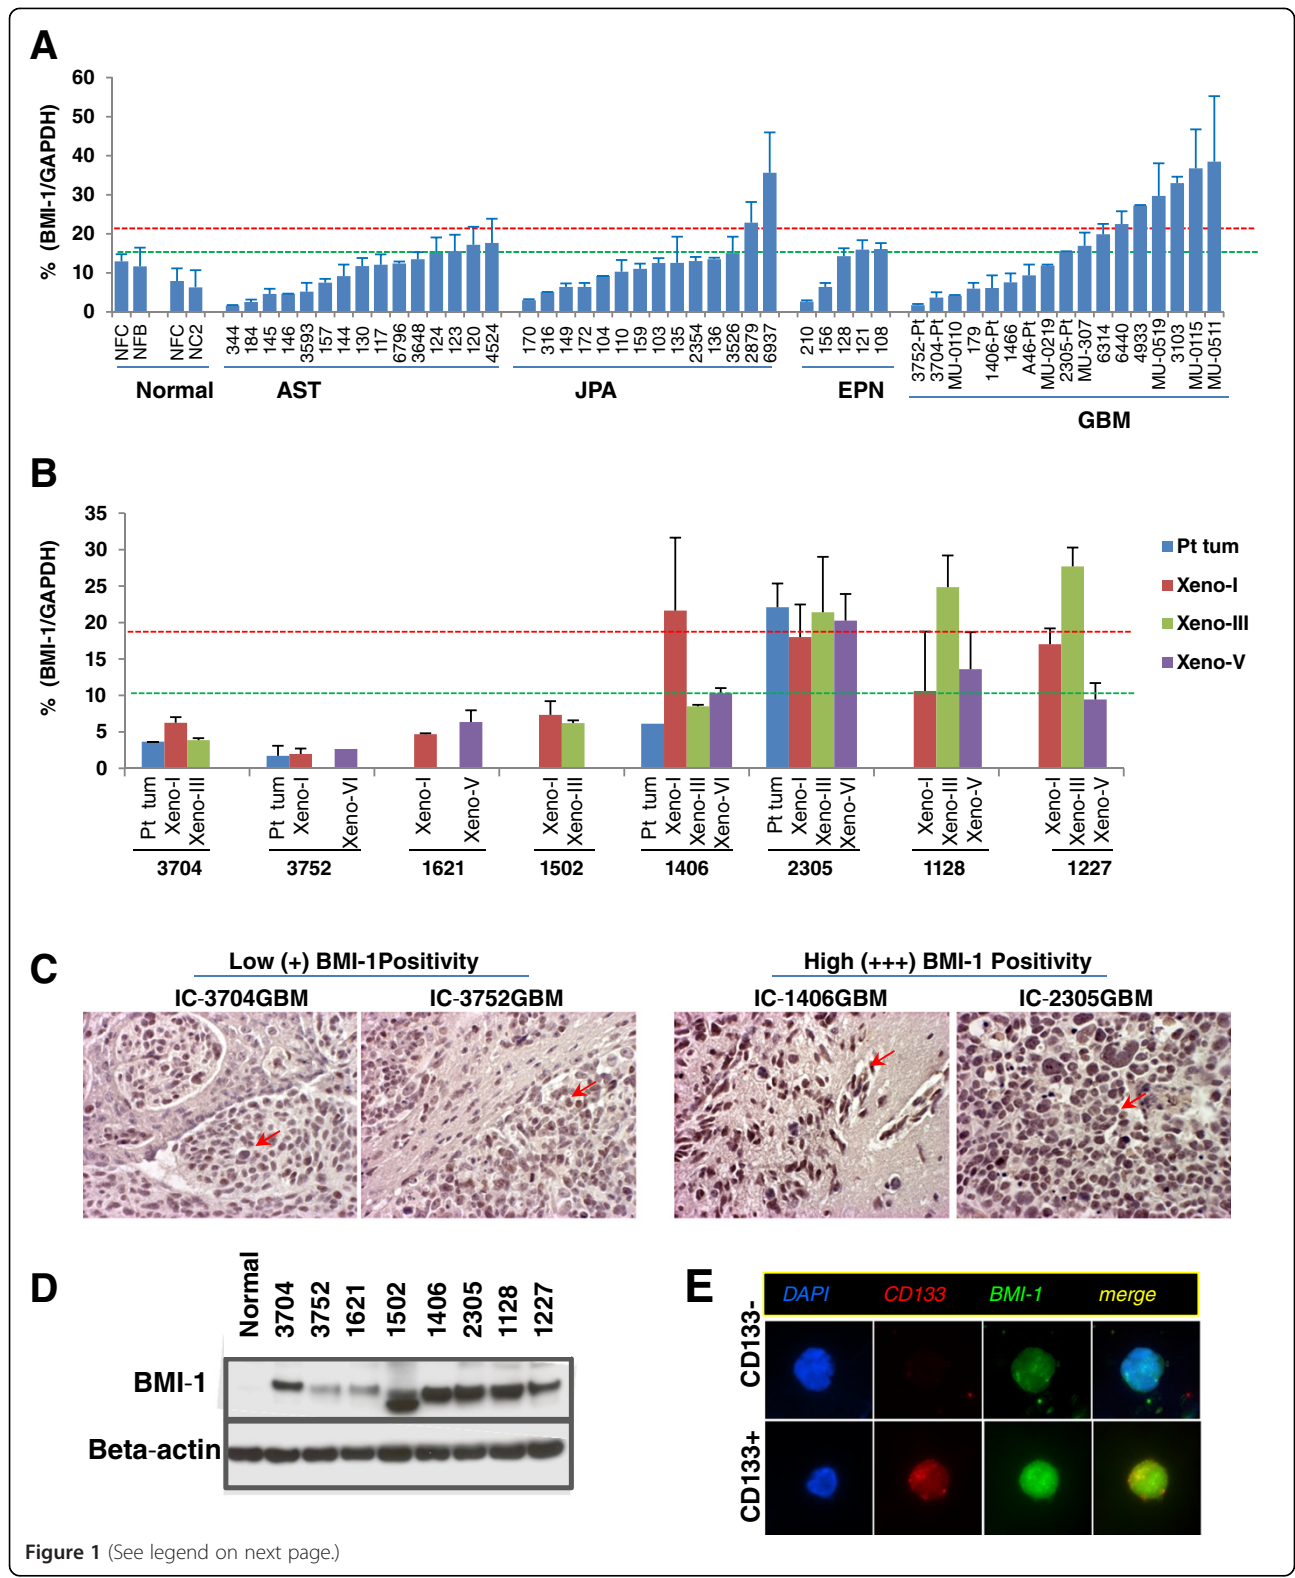 A
% (BMI-1/GAPDH)
60
50
40
30
20
10
0
NFC NFB NFC NC2
344 184 145 146 3593 157 144 130 117 6796 3648 124 123 120 4524
170 316 149 172 104 110 159 103 135 2354 136 3526 2879 6937
210 156 128 121 108
3752-Pt 3704-Pt MU-0110 179 1406-Pt 1466 A46-Pt MU-0219 2305-Pt MU-307 6314 6440 4933 MU-0519 3103 MU-0115 MU-0511
Normal AST JPA EPN
GBM
B
% (BMI-1/GAPDH)
35
30
25
20
15
10
5
0
Pt tum
Xeno-I
Xeno-III
Xeno-V
Pt tum Xeno-I Xeno-III Pt tum Xeno-I Xeno-VI Xeno-I Xeno-V Xeno-I Xeno-III Pt tum Xeno-I Xeno-III Xeno-VI Pt tum Xeno-I Xeno-III Xeno-VI Xeno-I Xeno-III Xeno-V Xeno-I Xeno-III Xeno-V
3704 3752 1621 1502 1406 2305 1128 1227
C
Low (+) BMI-1Positivity High (+++) BMI-1 Positivity
IC-3704GBM IC-3752GBM IC-1406GBM IC-2305GBM
D
Normal 3704 3752 1621 1502 1406 2305 1128 1227
BMI-1
Beta-actin
E
DAPI CD133 BMI-1 merge
CD133-
CD133+
Figure 1 (See legend on next page.)